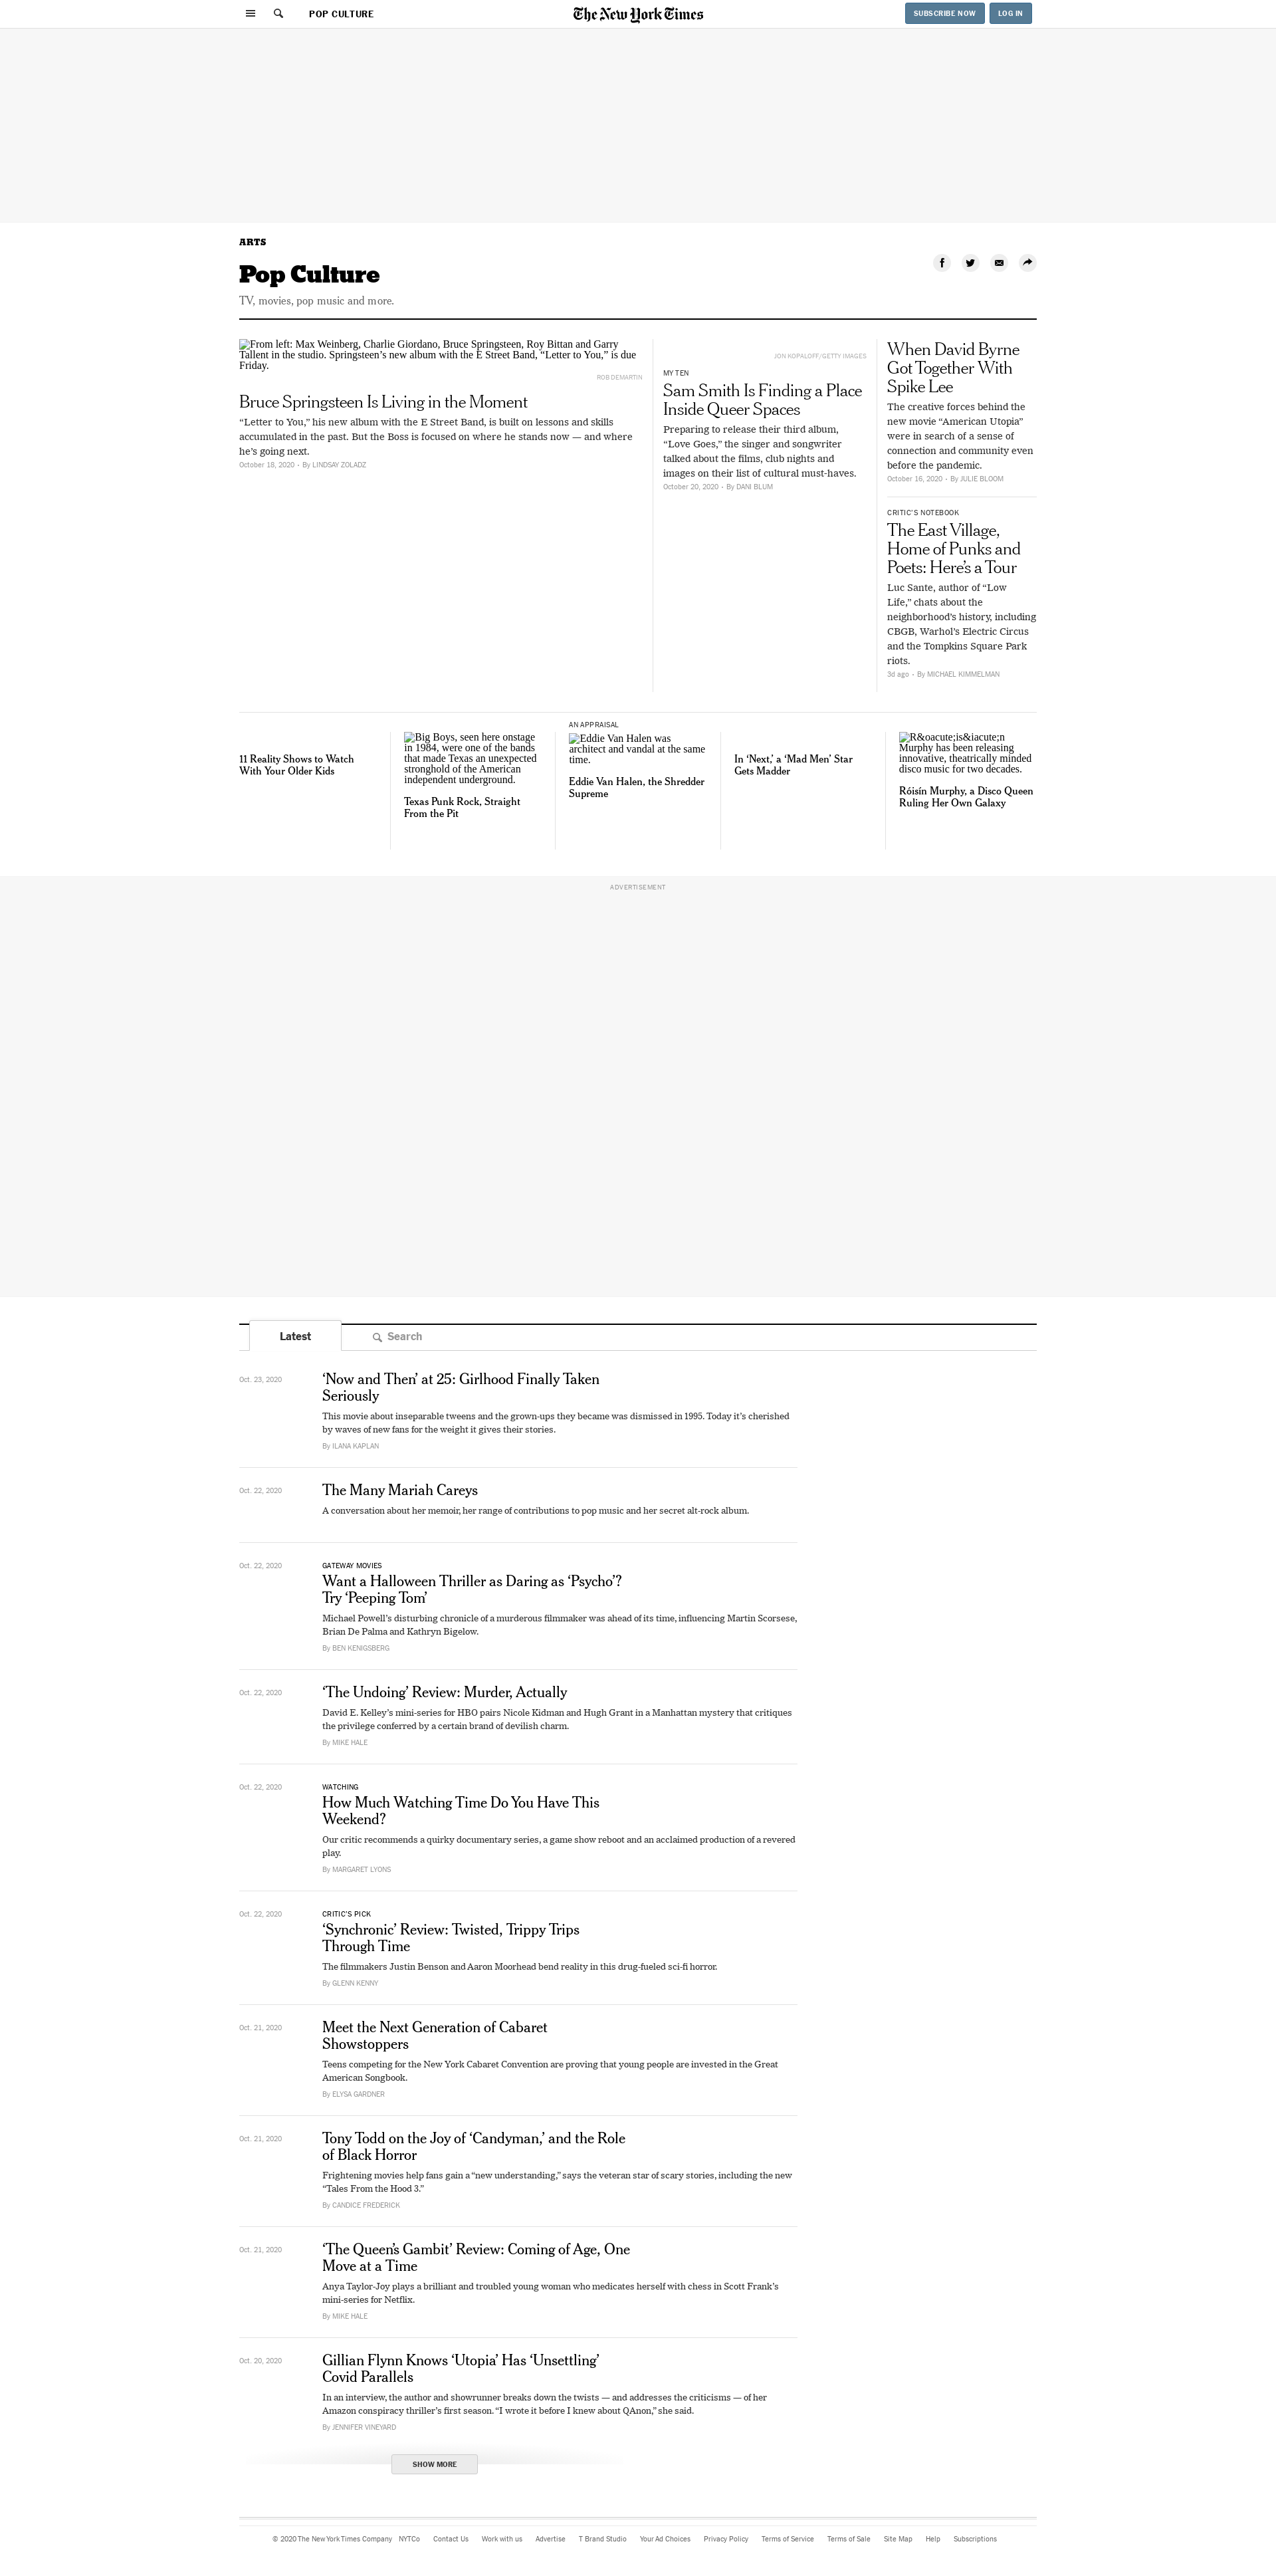 POP CULTURE
The New York Times
SUBSCRIBE NOW
LOG IN
ARTS
Pop Culture
TV, movies, pop music and more.
From left: Max Weinberg, Charlie Giordano, Bruce Springsteen, Roy Bittan and Garry
Tallent in the studio. Springsteen's new album with the E Street Band, “Letter to You,” is due
Friday.
ROB DEMARTIN
Bruce Springsteen Is Living in the Moment
“Letter to You,” his new album with the E Street Band, is built on lessons and skills
accumulated in the past. But the Boss is focused on where he stands now — and where
he’s going next.
October 18, 2020 • By LINDSAY ZOLADZ
JON KOPALOFF/GETTY IMAGES
MY TEN
Sam Smith Is Finding a Place
Inside Queer Spaces
Preparing to release their third album,
“Love Goes,” the singer and songwriter
talked about the films, club nights and
images on their list of cultural must-haves.
October 20, 2020 • By DANI BLUM
When David Byrne
Got Together With
Spike Lee
The creative forces behind the
new movie “American Utopia”
were in search of a sense of
connection and community even
before the pandemic.
October 16, 2020 • By JULIE BLOOM
CRITIC’S NOTEBOOK
The East Village,
Home of Punks and
Poets: Here’s a Tour
Luc Sante, author of “Low
Life,” chats about the
neighborhood’s history, including
CBGB, Warhol’s Electric Circus
and the Tompkins Square Park
riots.
3d ago • By MICHAEL KIMMELMAN
11 Reality Shows to Watch
With Your Older Kids
Big Boys, seen here onstage
in 1984, were one of the bands
that made Texas an unexpected
stronghold of the American
independent underground.
Texas Punk Rock, Straight
From the Pit
AN APPRAISAL
Eddie Van Halen was
architect and vandal at the same
time.
Eddie Van Halen, the Shredder
Supreme
In ‘Next,’ a ‘Mad Men’ Star
Gets Madder
R&oacute;is&iacute;n
Murphy has been releasing
innovative, theatrically minded
disco music for two decades.
Róisín Murphy, a Disco Queen
Ruling Her Own Galaxy
ADVERTISEMENT
Latest
Search
Oct. 23, 2020
‘Now and Then’ at 25: Girlhood Finally Taken
Seriously
This movie about inseparable tweens and the grown-ups they became was dismissed in 1995. Today it’s cherished
by waves of new fans for the weight it gives their stories.
By ILANA KAPLAN
Oct. 22, 2020
The Many Mariah Careys
A conversation about her memoir, her range of contributions to pop music and her secret alt-rock album.
Oct. 22, 2020
GATEWAY MOVIES
Want a Halloween Thriller as Daring as ‘Psycho’?
Try ‘Peeping Tom’
Michael Powell’s disturbing chronicle of a murderous filmmaker was ahead of its time, influencing Martin Scorsese,
Brian De Palma and Kathryn Bigelow.
By BEN KENIGSBERG
Oct. 22, 2020
‘The Undoing’ Review: Murder, Actually
David E. Kelley’s mini-series for HBO pairs Nicole Kidman and Hugh Grant in a Manhattan mystery that critiques
the privilege conferred by a certain brand of devilish charm.
By MIKE HALE
Oct. 22, 2020
WATCHING
How Much Watching Time Do You Have This
Weekend?
Our critic recommends a quirky documentary series, a game show reboot and an acclaimed production of a revered
play.
By MARGARET LYONS
Oct. 22, 2020
CRITIC’S PICK
‘Synchronic’ Review: Twisted, Trippy Trips
Through Time
The filmmakers Justin Benson and Aaron Moorhead bend reality in this drug-fueled sci-fi horror.
By GLENN KENNY
Oct. 21, 2020
Meet the Next Generation of Cabaret
Showstoppers
Teens competing for the New York Cabaret Convention are proving that young people are invested in the Great
American Songbook.
By ELYSA GARDNER
Oct. 21, 2020
Tony Todd on the Joy of ‘Candyman,’ and the Role
of Black Horror
Frightening movies help fans gain a “new understanding,” says the veteran star of scary stories, including the new
“Tales From the Hood 3.”
By CANDICE FREDERICK
Oct. 21, 2020
‘The Queen’s Gambit’ Review: Coming of Age, One
Move at a Time
Anya Taylor-Joy plays a brilliant and troubled young woman who medicates herself with chess in Scott Frank’s
mini-series for Netflix.
By MIKE HALE
Oct. 20, 2020
Gillian Flynn Knows ‘Utopia’ Has ‘Unsettling’
Covid Parallels
In an interview, the author and showrunner breaks down the twists — and addresses the criticisms — of her
Amazon conspiracy thriller’s first season. “I wrote it before I knew about QAnon,” she said.
By JENNIFER VINEYARD
SHOW MORE
© 2020 The New York Times Company NYTCo Contact Us Work with us Advertise T Brand Studio Your Ad Choices Privacy Policy Terms of Service Terms of Sale Site Map Help Subscriptions